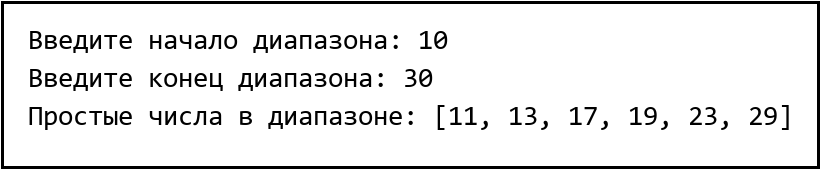 Введите начало диапазона: 10
Введите конец диапазона: 30
Простые числа в диапазоне: [11, 13, 17, 19, 23, 29]